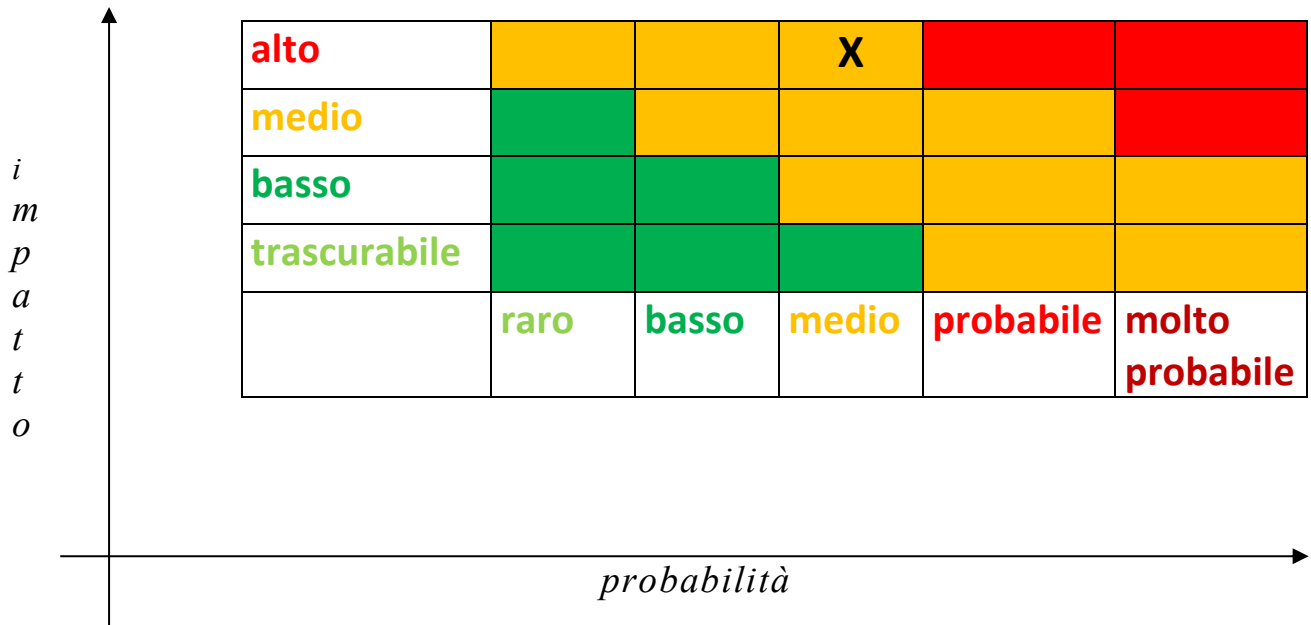 alto X
medio
basso
trascurabile
raro basso medio probabile molto
probabile
i
m
p
a
t
t
o
probabilità